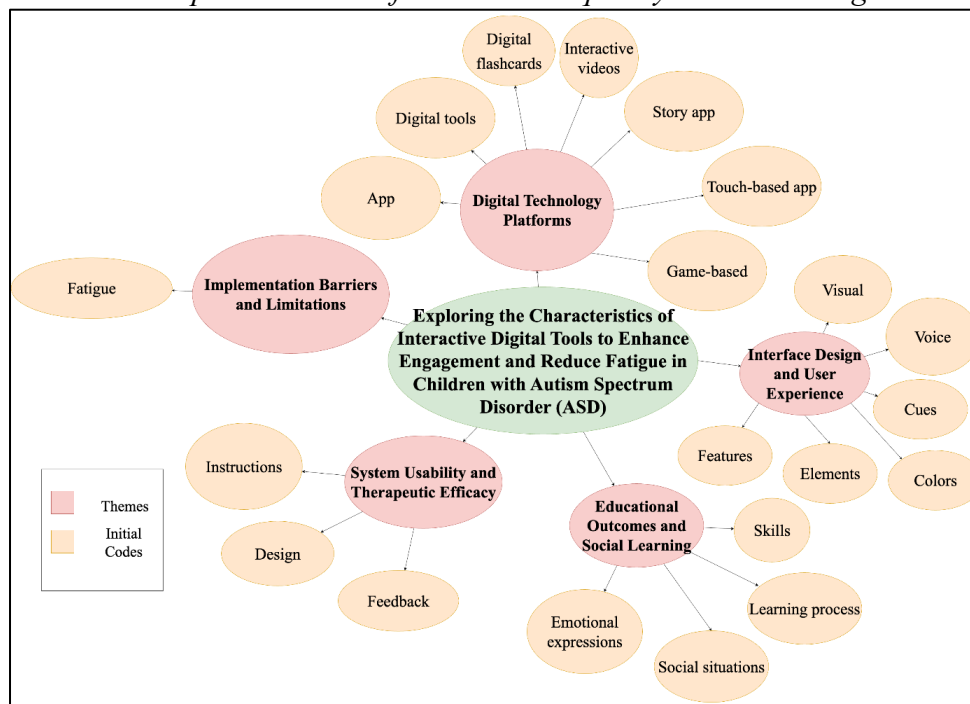 Digital
flashcards
Interactive
videos
Digital tools
Story app
App
Digital Technology
Platforms
Touch-based app
Game-based
Fatigue
Implementation Barriers
and Limitations
Visual
Exploring the Characteristics of
Interactive Digital Tools to Enhance
Engagement and Reduce Fatigue in
Children with Autism Spectrum
Disorder (ASD)
Voice
Interface Design
and User
Experience
Cues
Features
Elements
Colors
Instructions
System Usability and
Therapeutic Efficacy
Design
Feedback
Educational
Outcomes and
Social Learning
Skills
Learning process
Emotional
expressions
Social situations
Themes
Initial
Codes